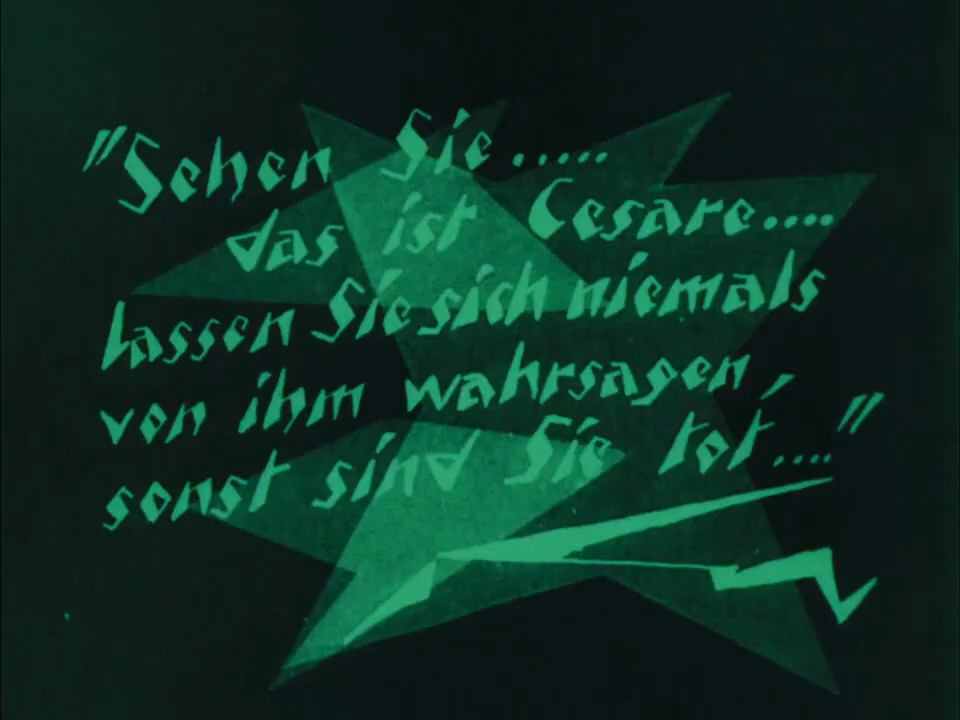 "Sehen Sie.....
das ist Cesare....
lassen Sie sich niemals
von ihm wahrsagen,
sonst sind Sie tot...."